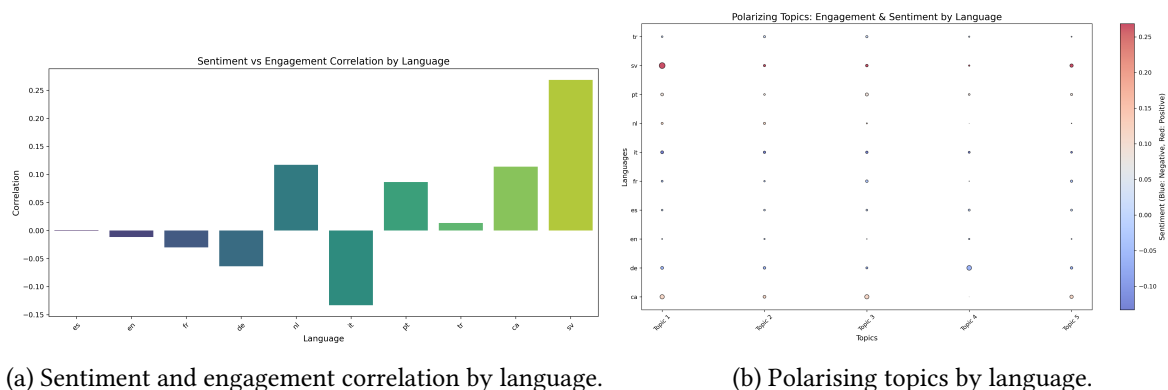 Sentiment vs Engagement Correlation by Language
Correlation
0.25
0.20
0.15
0.10
0.05
0.00
−0.05
−0.10
−0.15
es en fr de nl it pt tr ca sv
Language
(a) Sentiment and engagement correlation by language.
Polarizing Topics: Engagement & Sentiment by Language
Languages
tr
sv
pt
nl
it
fr
es
en
de
ca
Topic 1 Topic 2 Topic 3 Topic 4 Topic 5
Topics
0.25
0.20
0.15
0.10
0.05
0.00
−0.05
−0.10
Sentiment (Blue: Negative, Red: Positive)
(b) Polarising topics by language.